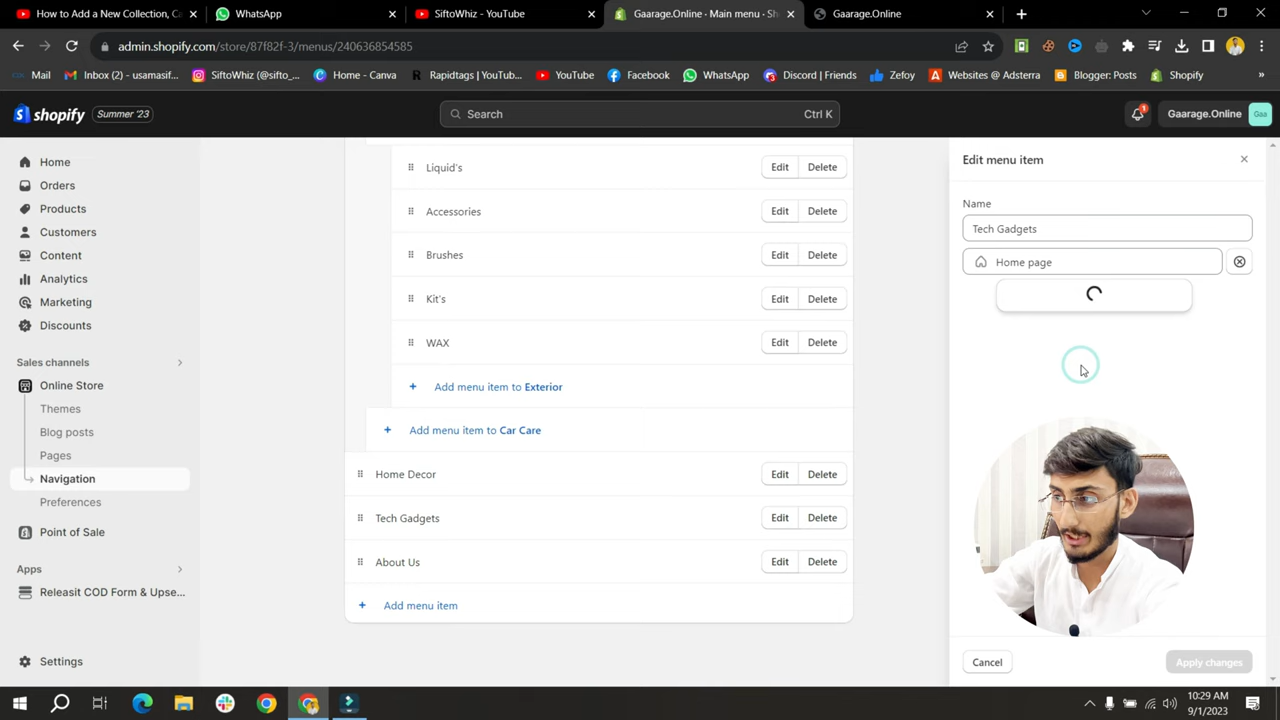 How to Add a New Collection, Ca
WhatsApp
SiftoWhiz - YouTube
Gaarage.Online - Main menu · Sh
Gaarage.Online
admin.shopify.com/store/87f82f-3/menus/240636854585
Mail
Inbox (2) - usamasif...
SiftoWhiz (@sifto_...
Home - Canva
Rapidtags | YouTub...
YouTube
Facebook
WhatsApp
Discord | Friends
Zefoy
Websites @ Adsterra
Blogger: Posts
Shopify
»
shopify
Summer '23
Search
Ctrl K
1
Gaarage.Online
Gaa
Home
Orders
Products
Customers
Content
Analytics
Marketing
Discounts
Sales channels
Online Store
Themes
Blog posts
Pages
Navigation
Preferences
Point of Sale
Apps
Releasit COD Form & Upse...
Settings
Liquid's Edit Delete
Accessories Edit Delete
Brushes Edit Delete
Kit's Edit Delete
WAX Edit Delete
+ Add menu item to Exterior
+ Add menu item to Car Care
Home Decor Edit Delete
Tech Gadgets Edit Delete
About Us Edit Delete
+ Add menu item
Edit menu item
Name
Tech Gadgets
Home page
Cancel
Apply changes
10:29 AM
9/1/2023